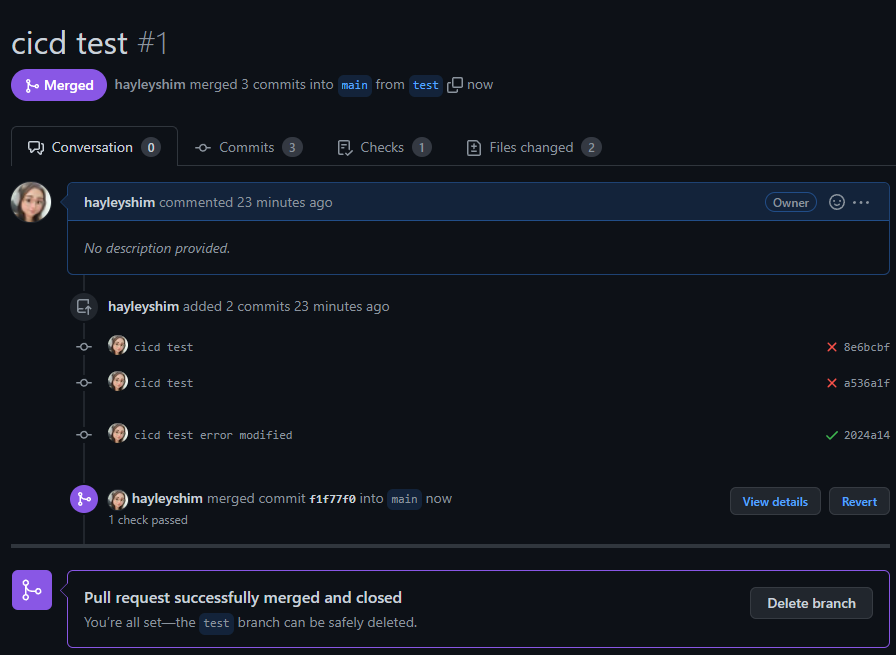 cicd test #1
Merged hayleyshim merged 3 commits into main from test now
Conversation 0 Commits 3 Checks 1 Files changed 2
hayleyshim commented 23 minutes ago Owner
No description provided.
hayleyshim added 2 commits 23 minutes ago
cicd test 8e6bcbf
cicd test a536a1f
cicd test error modified 2024a14
hayleyshim merged commit f1f77f0 into main now View details Revert
1 check passed
Pull request successfully merged and closed
You're all set—the test branch can be safely deleted. Delete branch